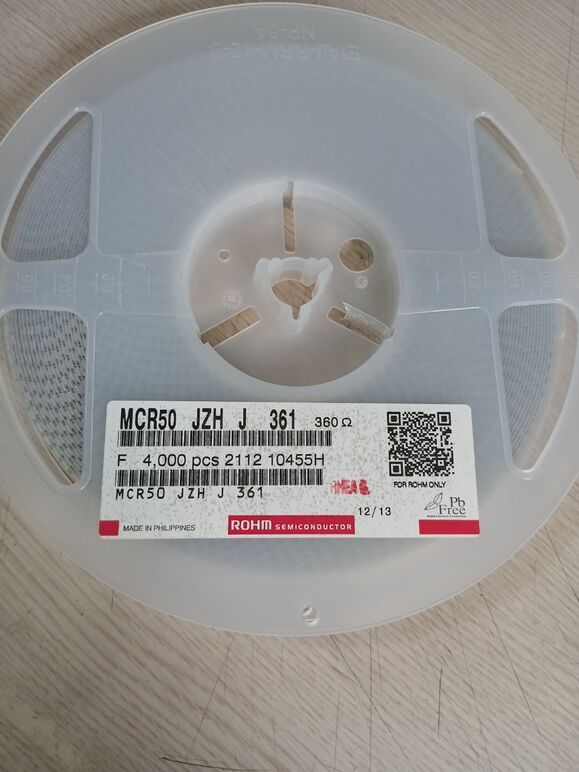 MCR50 JZH J 361 360Ω
F 4,000 pcs 2112 10455H
MCR50 JZH J 361
FOR ROHM ONLY
12/13
Pb
Free
MADE IN PHILIPPINES
ROHM SEMICONDUCTOR